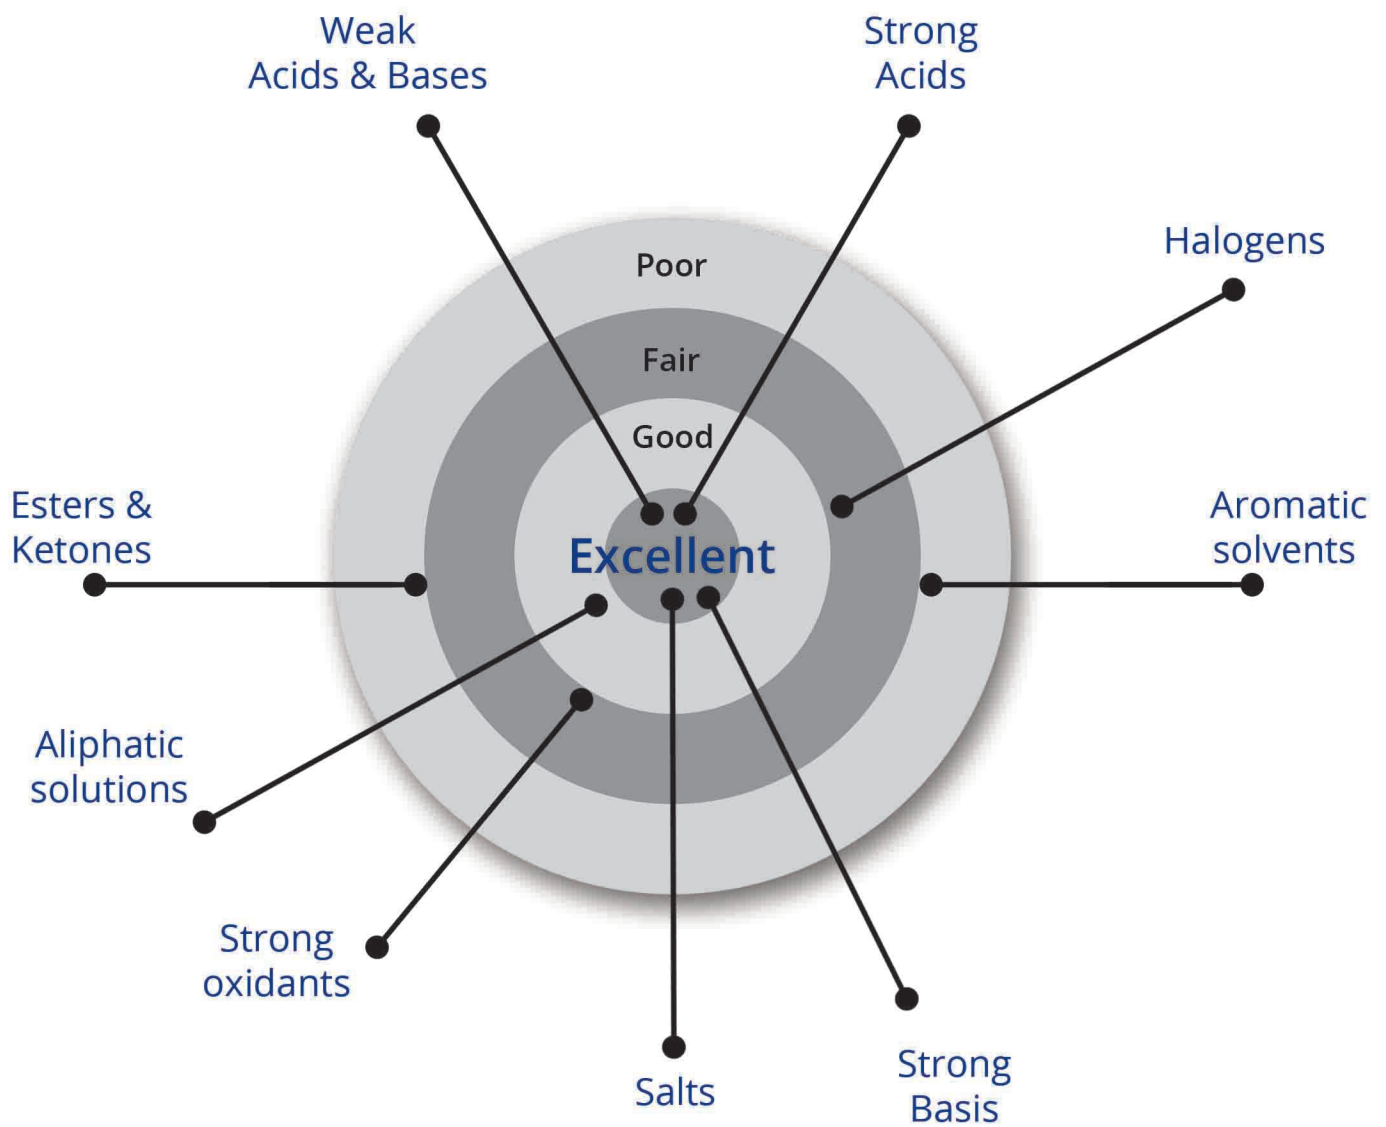 Weak
Acids & Bases
Strong
Acids
Halogens
Poor
Fair
Good
Excellent
Esters &
Ketones
Aromatic
solvents
Aliphatic
solutions
Strong
oxidants
Salts
Strong
Basis